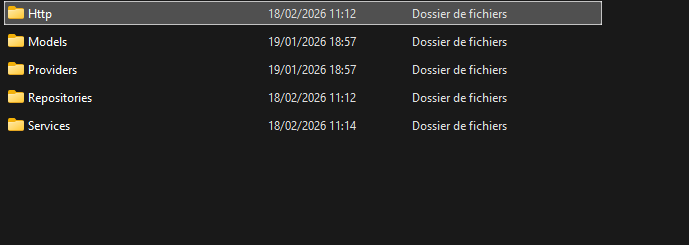 Http 18/02/2026 11:12 Dossier de fichiers
Models 19/01/2026 18:57 Dossier de fichiers
Providers 19/01/2026 18:57 Dossier de fichiers
Repositories 18/02/2026 11:12 Dossier de fichiers
Services 18/02/2026 11:14 Dossier de fichiers